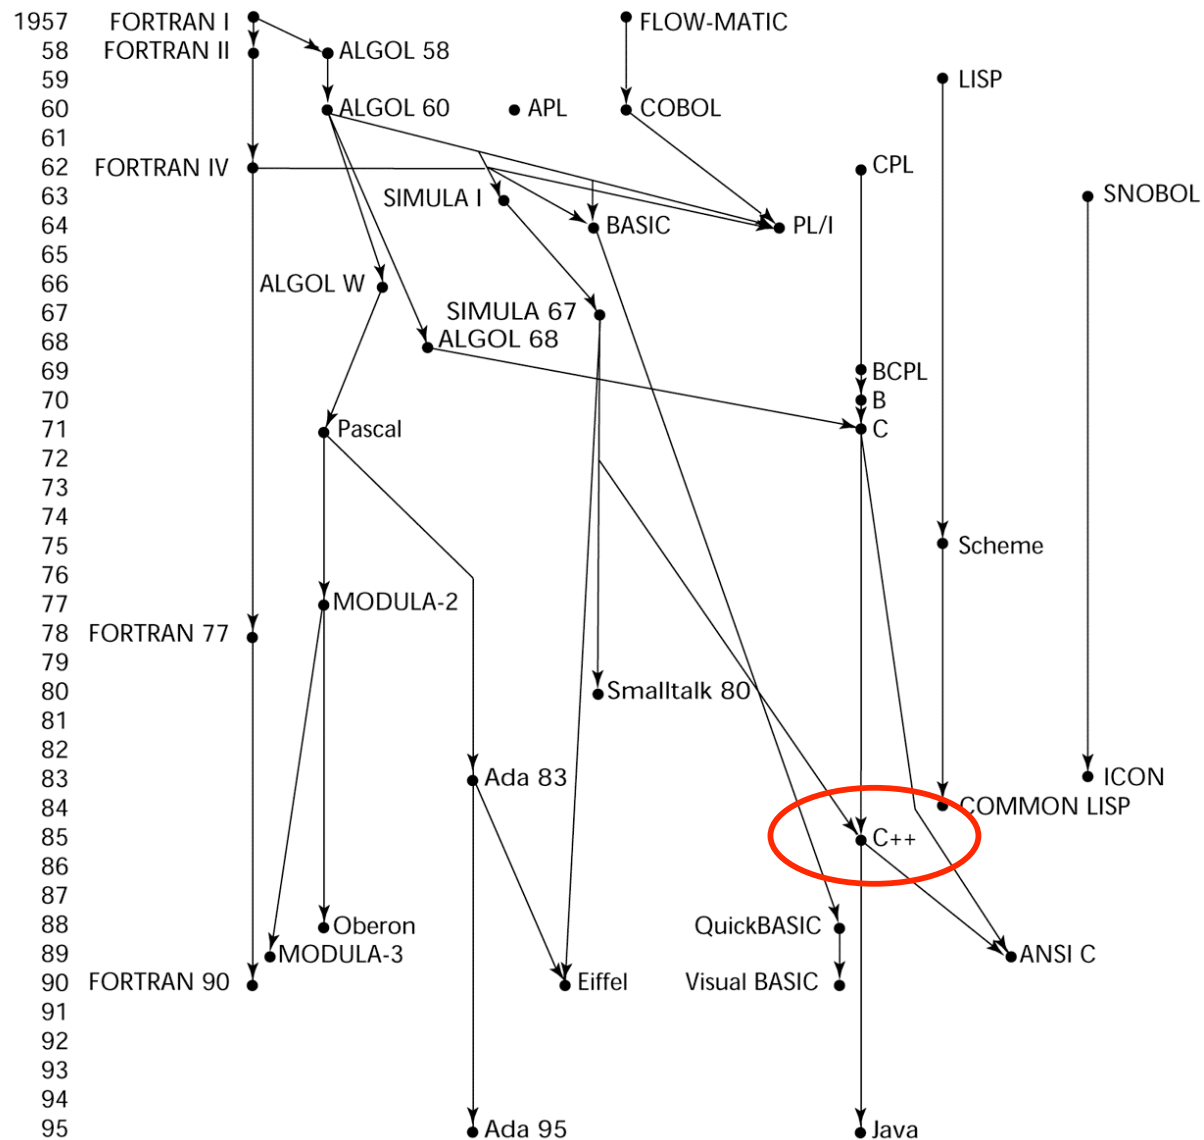 1957 FORTRAN I FLOW-MATIC
58 FORTRAN II ALGOL 58
59 LISP
60 ALGOL 60 APL COBOL
61
62 FORTRAN IV CPL
63 SIMULA I SNOBOL
64 BASIC PL/I
65
66 ALGOL W
67 SIMULA 67
68 ALGOL 68
69 BCPL
70 B
71 Pascal C
72
73
74
75 Scheme
76
77 MODULA-2
78 FORTRAN 77
79
80 Smalltalk 80
81
82
83 Ada 83 ICON
84 COMMON LISP
85 C++
86
87
88 Oberon QuickBASIC
89 MODULA-3 ANSI C
90 FORTRAN 90 Eiffel Visual BASIC
91
92
93
94
95 Ada 95 Java